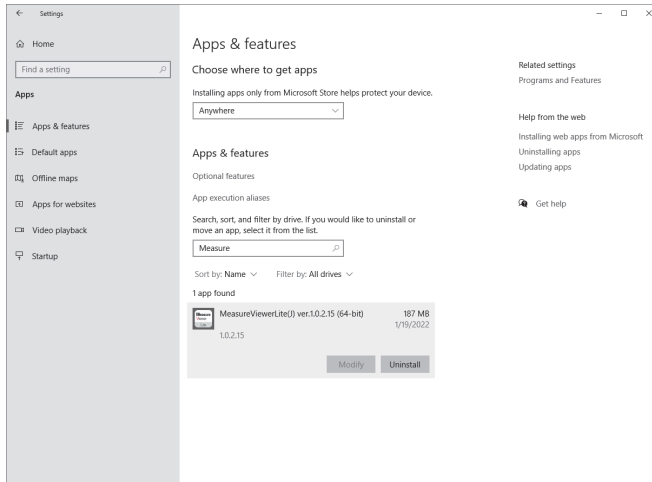 Settings
Home
Find a setting
Apps
Apps & features
Default apps
Offline maps
Apps for websites
Video playback
Startup
Apps & features
Choose where to get apps
Installing apps only from Microsoft Store helps protect your device.
Anywhere
Apps & features
Optional features
App execution aliases
Search, sort, and filter by drive. If you would like to uninstall or
move an app, select it from the list.
Measure
Sort by: Name
Filter by: All drives
1 app found
Measure
Viewer
Lite
MeasureViewerLite(J) ver.1.0.2.15 (64-bit)
187 MB
1/19/2022
1.0.2.15
Modify
Uninstall
Related settings
Programs and Features
Help from the web
Installing web apps from Microsoft
Uninstalling apps
Updating apps
Get help